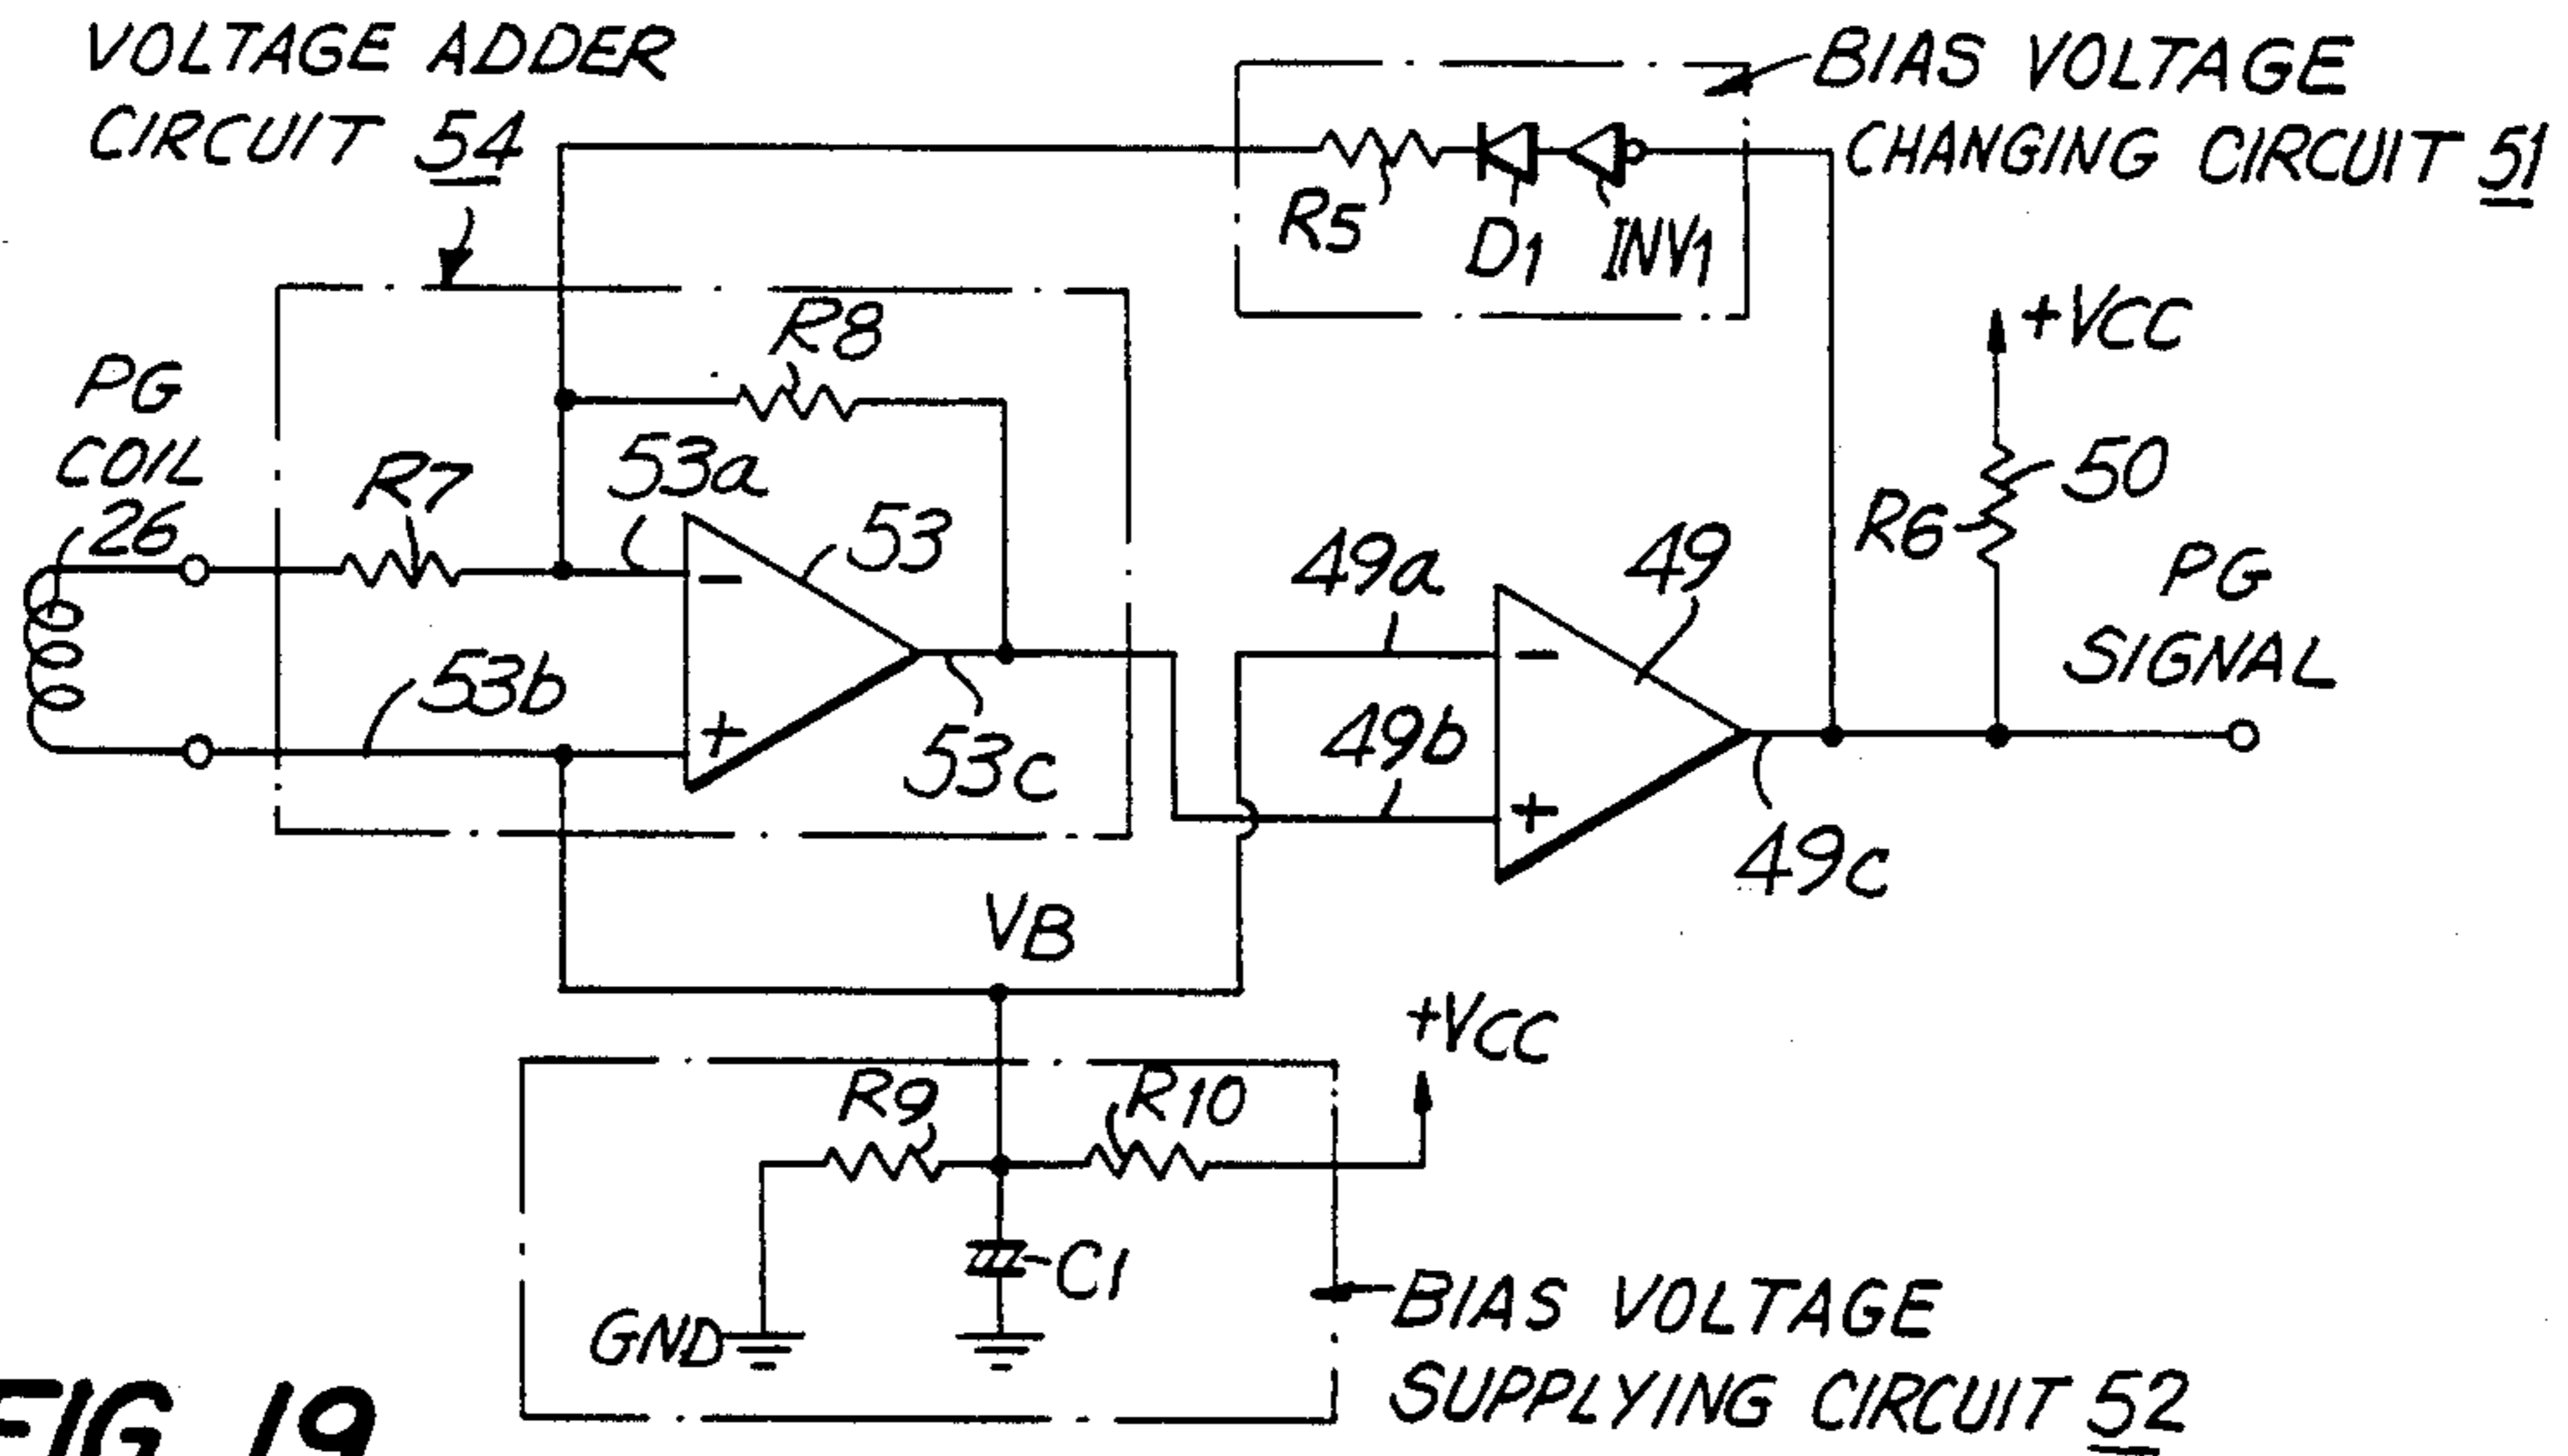 VOLTAGE ADDER
CIRCUIT 54
BIAS VOLTAGE
CHANGING CIRCUIT 51
R5
D1
INV1
+VCC
R8
PG
COIL
26
R7
53a
53
50
R6
49a
49
PG
SIGNAL
53b
-
+
53c
-
49b
+
49c
VB
+VCC
R9
R10
C1
GND
BIAS VOLTAGE
SUPPLYING CIRCUIT 52
FIG. 19